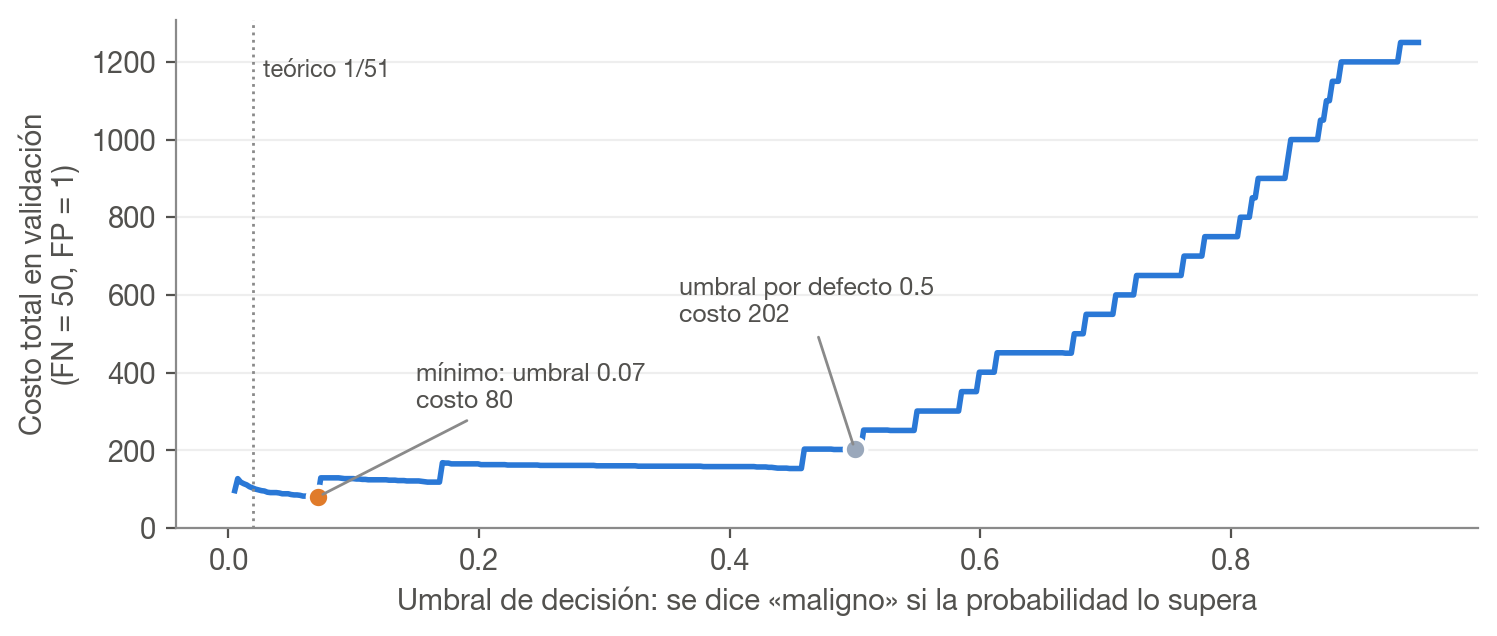 Costo total en validación
(FN = 50, FP = 1)
1200
1000
800
600
400
200
0
teórico 1/51
umbral por defecto 0.5
costo 202
mínimo: umbral 0.07
costo 80
0.0
0.2
0.4
0.6
0.8
Umbral de decisión: se dice «maligno» si la probabilidad lo supera